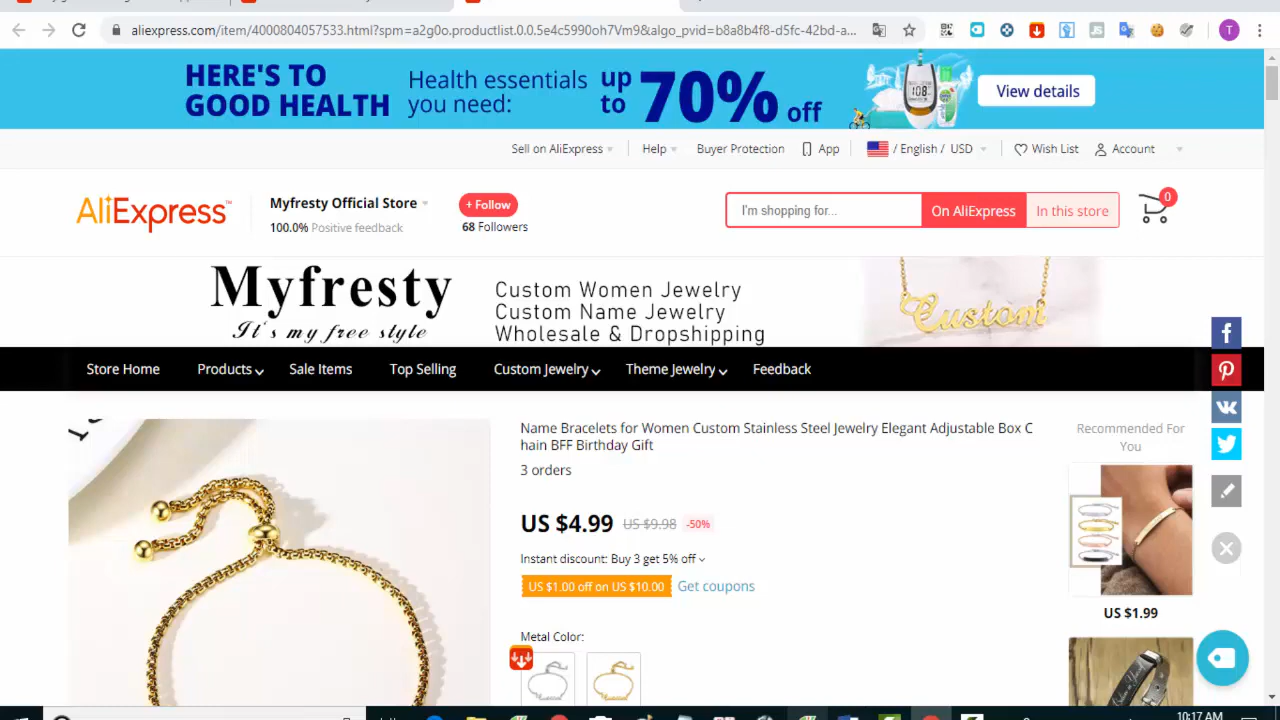 aliexpress.com/item/4000804057533.html?spm=a2g0o.productlist.0.0.5e4c5990oh7Vm9&algo_pvid=b8a8b4f8-d5fc-42bd-a...
T
HERE'S TO
GOOD HEALTH
Health essentials
you need:
up
to
70%
off
108
View details
Sell on AliExpress
Help
Buyer Protection
App
/ English / USD
Wish List
Account
AliExpress
Myfresty Official Store
100.0% Positive feedback
+ Follow
68 Followers
I'm shopping for...
On AliExpress
In this store
0
Myfresty
It's my free style
Custom Women Jewelry
Custom Name Jewelry
Wholesale & Dropshipping
Custom
Store Home
Products
Sale Items
Top Selling
Custom Jewelry
Theme Jewelry
Feedback
Name Bracelets for Women Custom Stainless Steel Jewelry Elegant Adjustable Box C
hain BFF Birthday Gift
3 orders
US $4.99 US $9.98 -50%
Instant discount: Buy 3 get 5% off
US $1.00 off on US $10.00 Get coupons
Metal Color:
Recommended For
You
US $1.99
10:17 AM